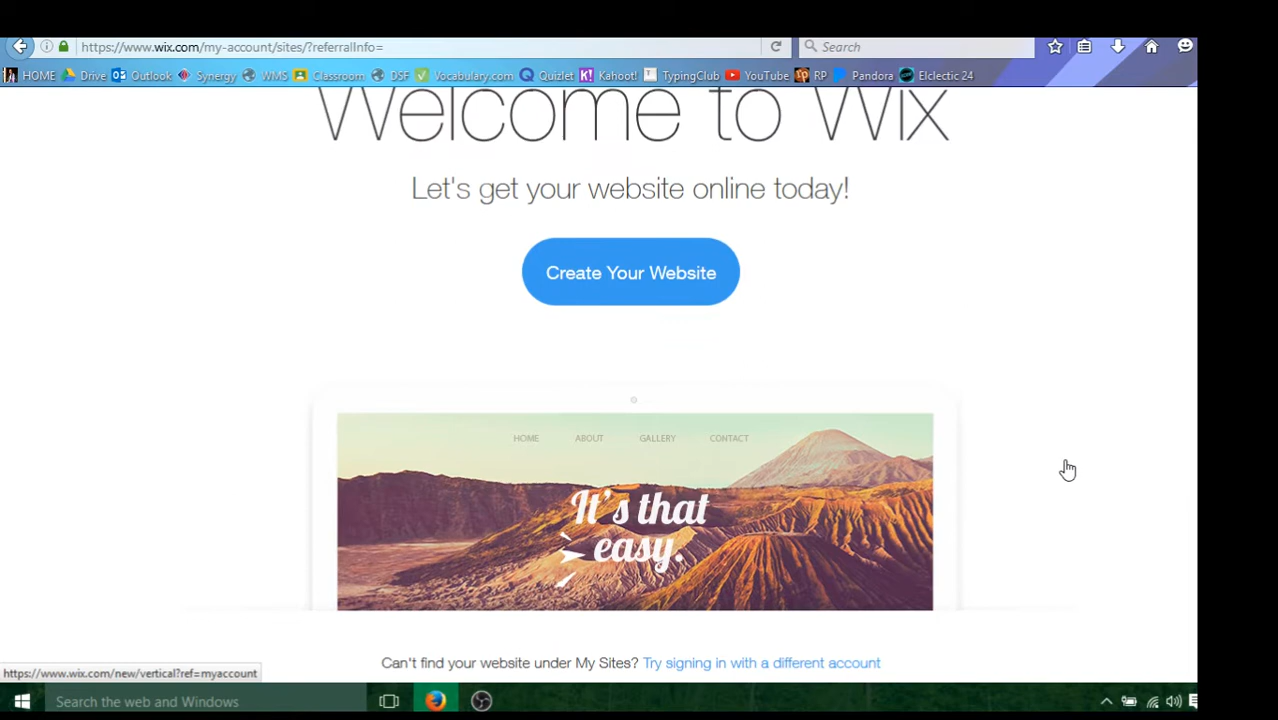 https://www.wix.com/my-account/sites/?referralInfo=
Search
HOME Drive Outlook Synergy WMS Classroom DSF Vocabulary.com Quizlet Kahoot! TypingClub YouTube RP Pandora Elclectic 24
Welcome to Wix
Let's get your website online today!
Create Your Website
HOME ABOUT GALLERY CONTACT
It's that
easy.
Can't find your website under My Sites? Try signing in with a different account
https://www.wix.com/new/vertical?ref=myaccount
Search the web and Windows